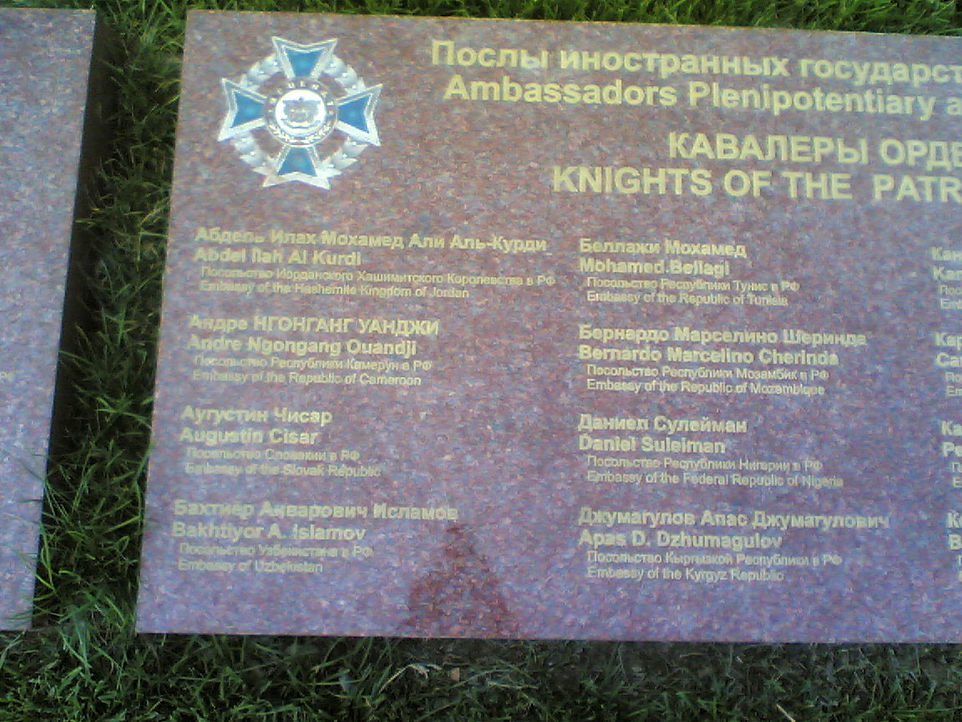 Послы иностранных государст
Ambassadors Plenipotentiary a
КАВАЛЕРЫ ОРДЕ
KNIGHTS OF THE PATR
Абдель Илах Мохамед Али Аль-Курди
Abdel Ilah Al Kurdi
Посольство Иорданского Хашимитского Королевства в РФ
Embassy of the Hashemite Kingdom of Jordan
Андре НГОНГАНГ УАНДЖИ
Andre Ngongang Ouandji
Посольство Республики Камерун в РФ
Embassy of the Republic of Cameroon
Аугустин Чисар
Augustin Cisar
Посольство Словакии в РФ
Embassy of the Slovak Republic
Бахтиёр Анварович Исламов
Bakhtiyor A. Islamov
Посольство Узбекистана в РФ
Embassy of Uzbekistan
Беллажи Мохамед
Mohamed Bellagi
Посольство Республики Тунис в РФ
Embassy of the Republic of Tunisia
Бернардо Марселино Шеринда
Bernardo Marcelino Cherinda
Посольство Республики Мозамбик в РФ
Embassy of the Republic of Mozambique
Даниел Сулейман
Daniel Suleiman
Посольство Республики Нигерии в РФ
Embassy of the Federal Republic of Nigeria
Джумагулов Апас Джумагулович
Apas D. Dzhumagulov
Посольство Кыргызкой Республики в РФ
Embassy of the Kyrgyz Republic